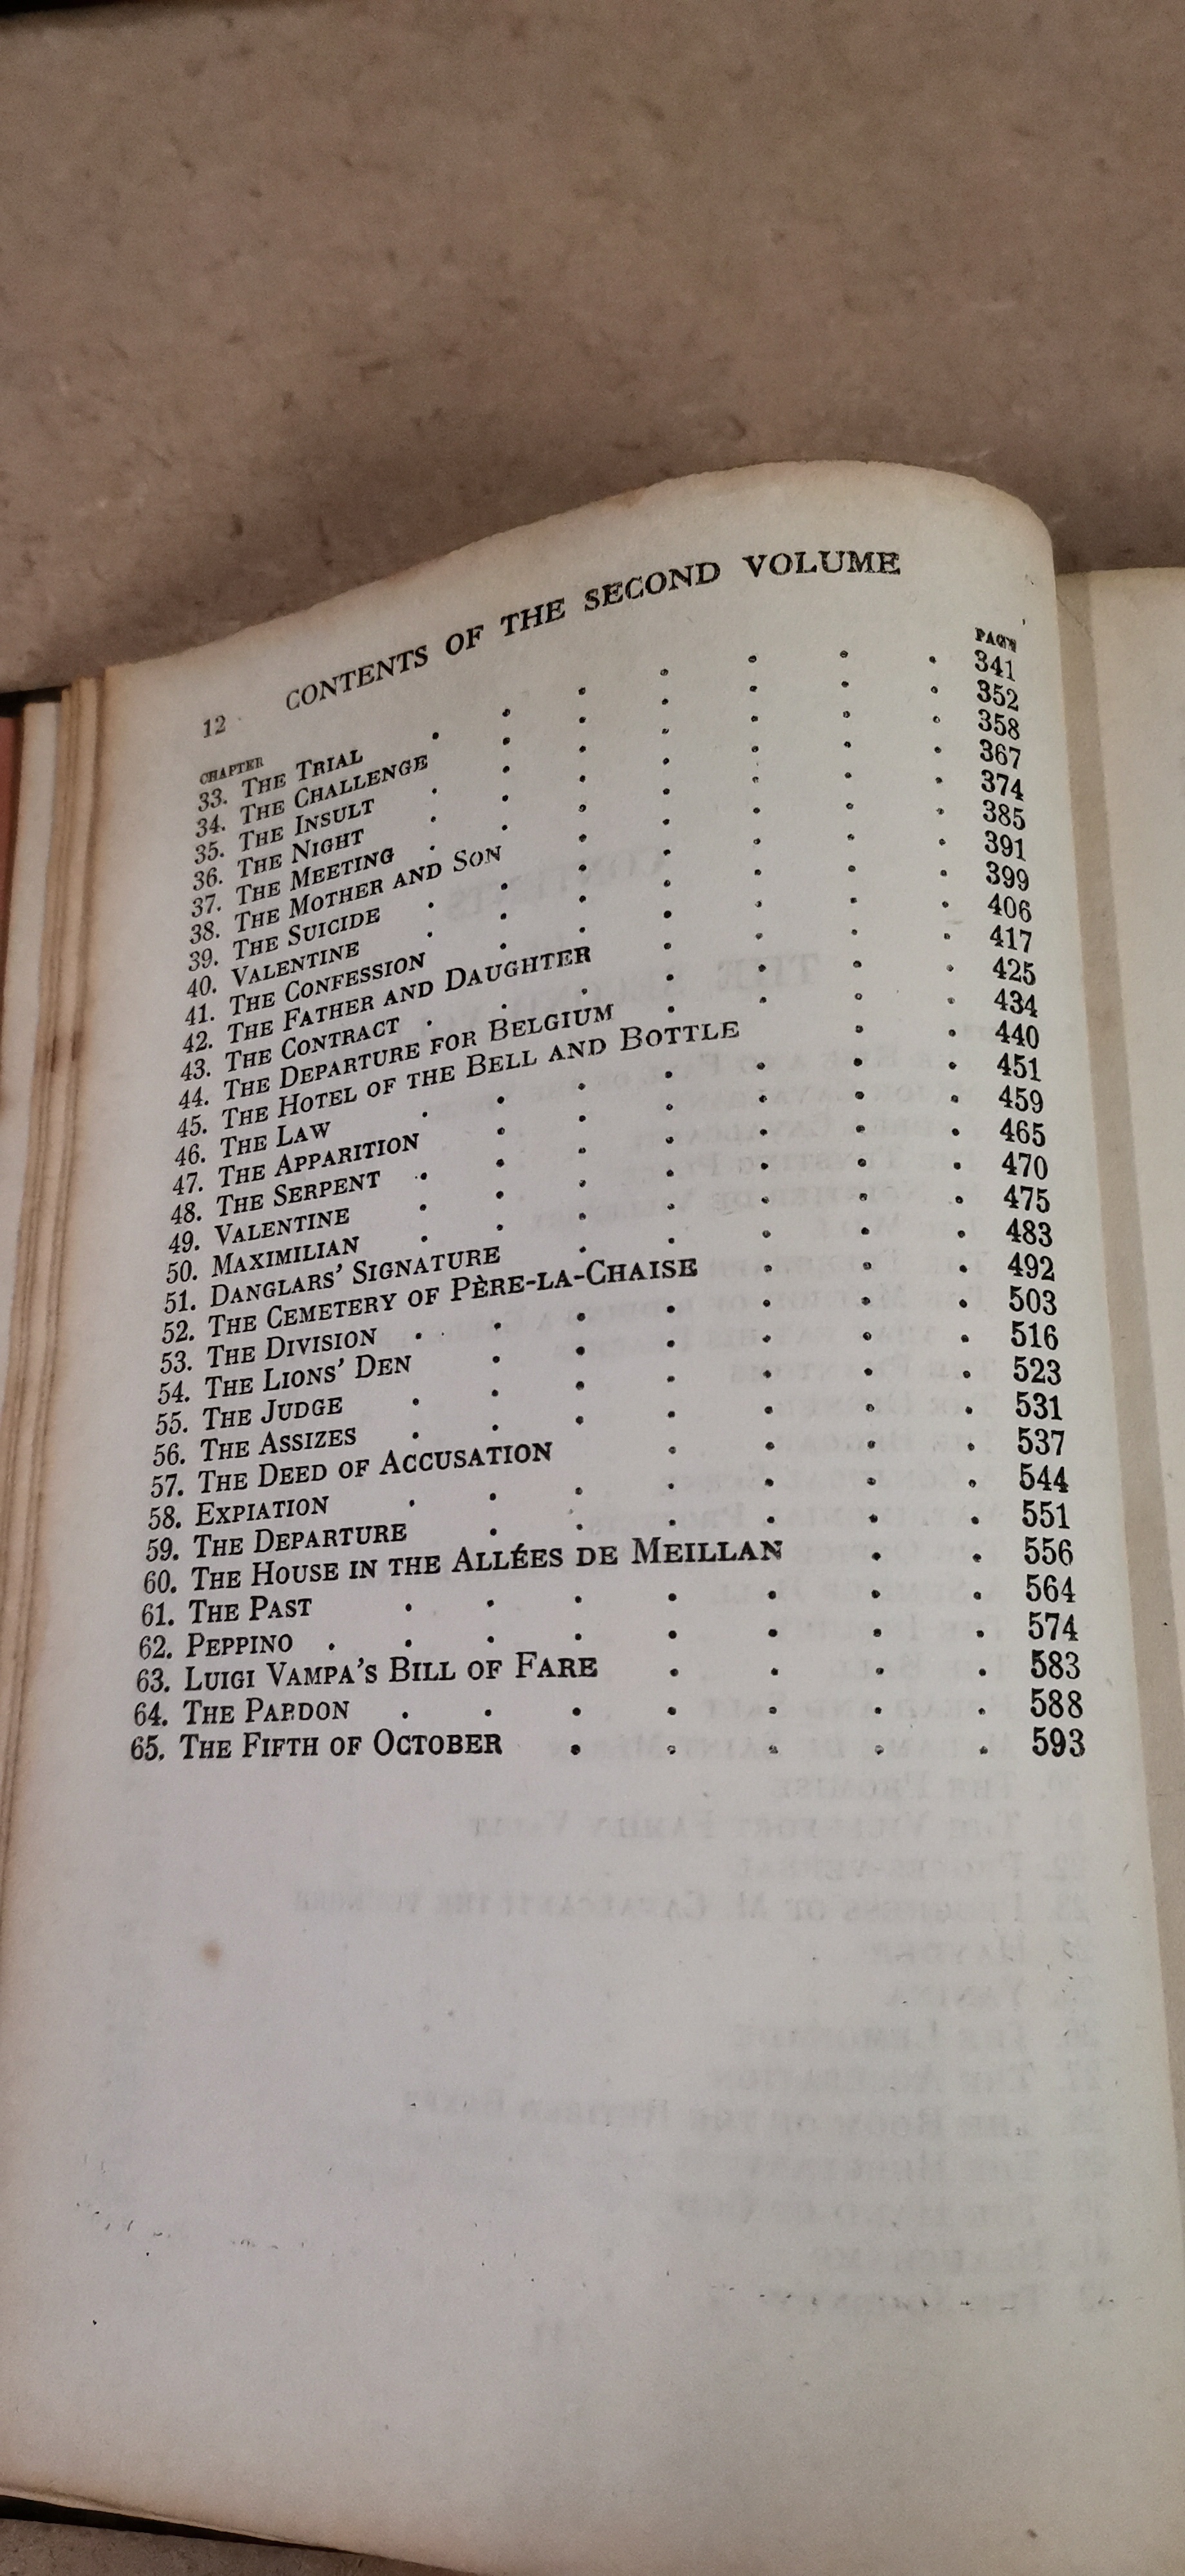 12 CONTENTS OF THE SECOND VOLUME
CHAPTER PAGE
33. THE TRIAL . . . . . . . 341
34. THE CHALLENGE . . . . . . 352
35. THE INSULT . . . . . . . 358
36. THE NIGHT . . . . . . . 367
37. THE MEETING . . . . . . . 374
38. THE MOTHER AND SON . . . . . 385
39. THE SUICIDE . . . . . . . 391
40. VALENTINE . . . . . . . 399
41. THE CONFESSION . . . . . . 406
42. THE FATHER AND DAUGHTER . . . . 417
43. THE CONTRACT . . . . . . . 425
44. THE DEPARTURE FOR BELGIUM . . . . 434
45. THE HOTEL OF THE BELL AND BOTTLE . . 440
46. THE LAW . . . . . . . 451
47. THE APPARITION . . . . . . 459
48. THE SERPENT . . . . . . . 465
49. VALENTINE . . . . . . . 470
50. MAXIMILIAN . . . . . . . 475
51. DANGLARS' SIGNATURE . . . . . 483
52. THE CEMETERY OF PÈRE-LA-CHAISE . . . 492
53. THE DIVISION . . . . . . . 503
54. THE LIONS' DEN . . . . . . 516
55. THE JUDGE . . . . . . . 523
56. THE ASSIZES . . . . . . . 531
57. THE DEED OF ACCUSATION . . . . 537
58. EXPIATION . . . . . . . 544
59. THE DEPARTURE . . . . . . 551
60. THE HOUSE IN THE ALLÉES DE MEILLAN . . 556
61. THE PAST . . . . . . . 564
62. PEPPINO . . . . . . . . 574
63. LUIGI VAMPA'S BILL OF FARE . . . . 583
64. THE PARDON . . . . . . . 588
65. THE FIFTH OF OCTOBER . . . . . 593